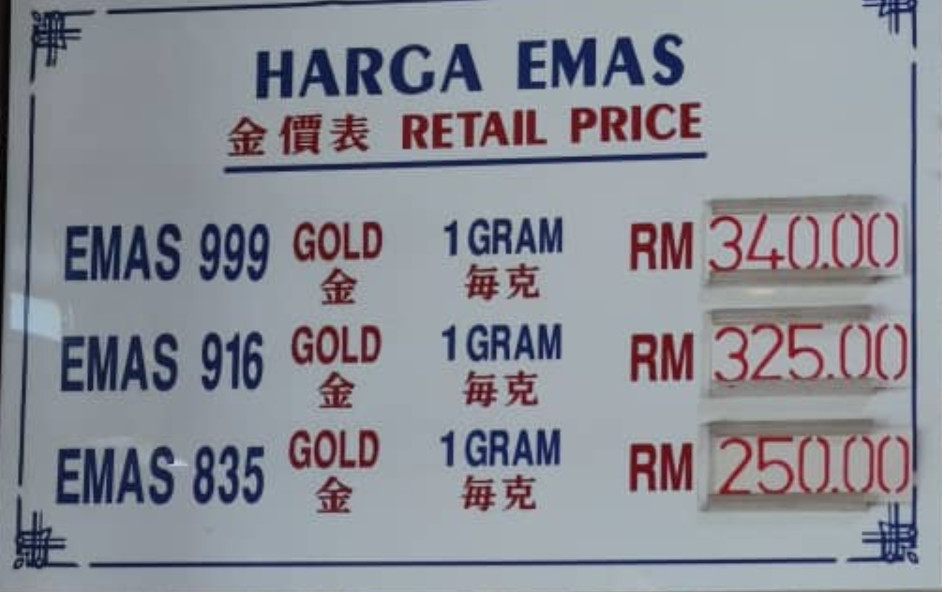 HARGA EMAS
金價表 RETAIL PRICE
EMAS 999 GOLD 金 1 GRAM 每克 RM 340.00
EMAS 916 GOLD 金 1 GRAM 每克 RM 325.00
EMAS 835 GOLD 金 1 GRAM 每克 RM 250.00